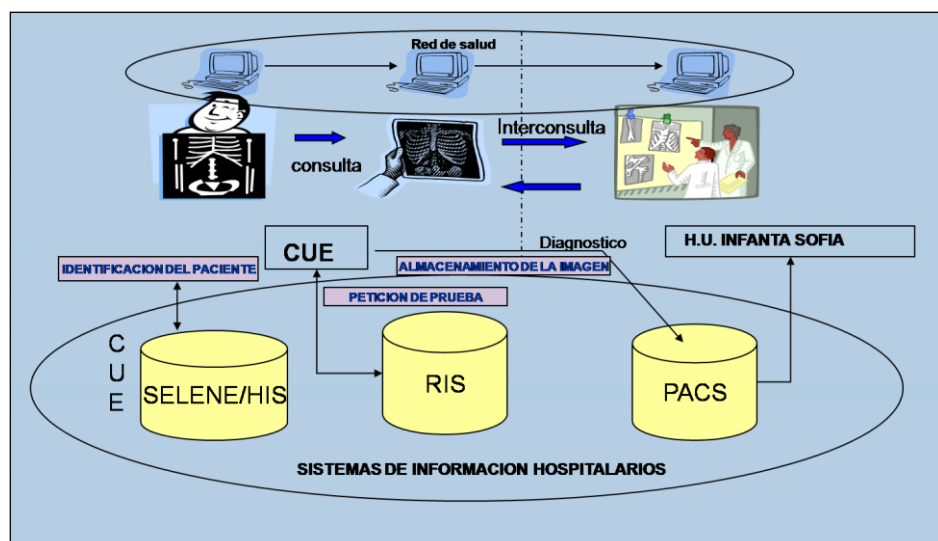 Red de salud
Interconsulta
consulta
CUE
Diagnostico
H.U. INFANTA SOFIA
IDENTIFICACION DEL PACIENTE
ALMACENAMIENTO DE LA IMAGEN
PETICION DE PRUEBA
C
U
E
SELENE/HIS
RIS
PACS
SISTEMAS DE INFORMACION HOSPITALARIOS